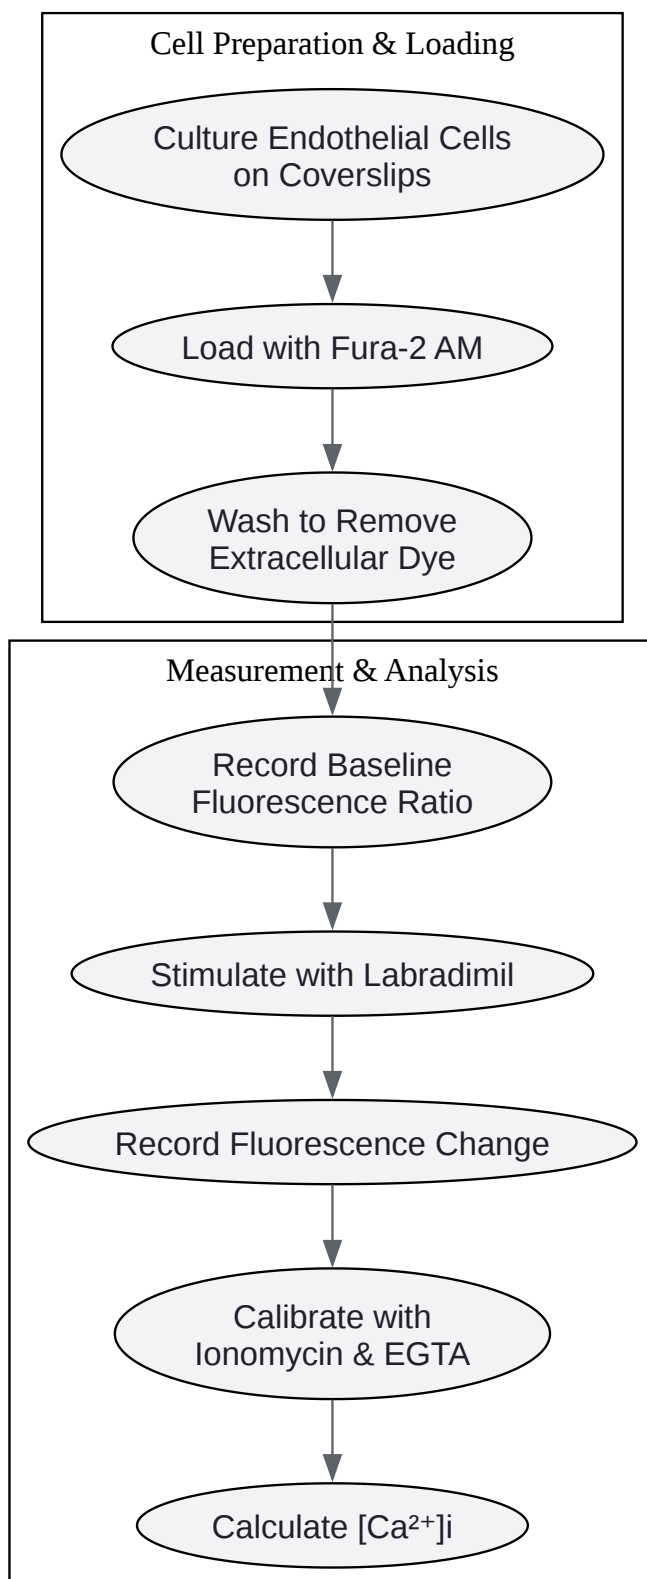 Cell Preparation & Loading
Culture Endothelial Cells
on Coverslips
Load with Fura-2 AM
Wash to Remove
Extracellular Dye
Measurement & Analysis
Record Baseline
Fluorescence Ratio
Stimulate with Labradimil
Record Fluorescence Change
Calibrate with
Ionomycin & EGTA
Calculate [Ca²⁺]i